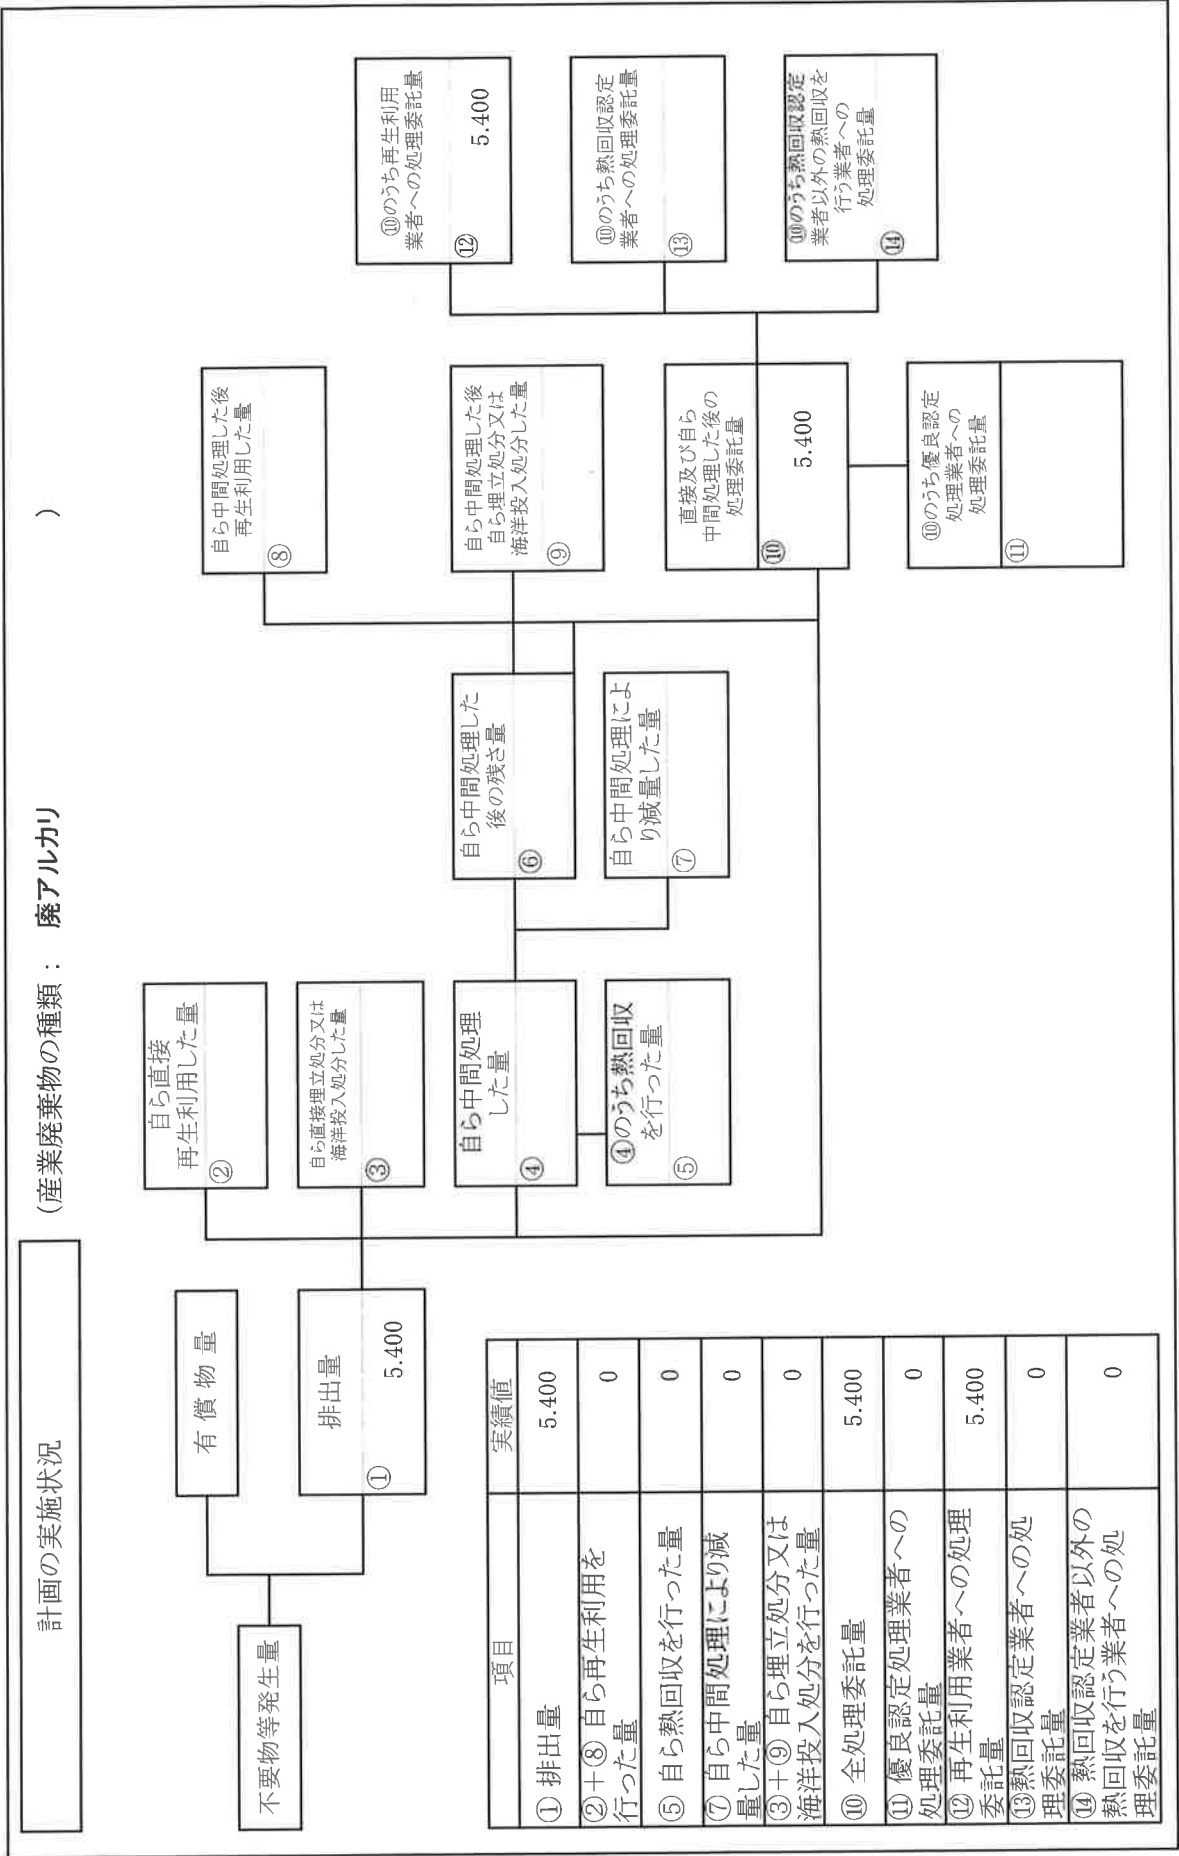 計画の実施状況
（産業廃棄物の種類： 廃アルカリ ）
不要物等発生量
有償物量
排出量
① 5.400
自ら直接
再生利用した量
②
自ら直接埋立処分又は
海洋投入処分した量
③
自ら中間処理
した量
④
④のうち熱回収
を行った量
⑤
自ら中間処理した
後の残さ量
⑥
自ら中間処理によ
り減量した量
⑦
自ら中間処理した後
再生利用した量
⑧
自ら中間処理した後
自ら埋立処分又は
海洋投入処分した量
⑨
直接及び自ら
中間処理した後の
処理委託量
⑩ 5.400
⑩のうち優良認定
処理業者への
処理委託量
⑪
⑩のうち再生利用
業者への処理委託量
⑫ 5.400
⑩のうち熱回収認定
業者への処理委託量
⑬
⑩のうち熱回収認定
業者以外の熱回収を
行う業者への
処理委託量
⑭
項目 実績値
① 排出量 5.400
②＋⑧ 自ら再生利用を
行った量 0
⑤ 自ら熱回収を行った量 0
⑦ 自ら中間処理により減
量した量 0
③＋⑨ 自ら埋立処分又は
海洋投入処分を行った量 0
⑩ 全処理委託量 5.400
⑪ 優良認定処理業者への
処理委託量 0
⑫ 再生利用業者への処理
委託量 5.400
⑬熱回収認定業者への処
理委託量 0
⑭ 熱回収認定業者以外の
熱回収を行う業者への処
理委託量 0